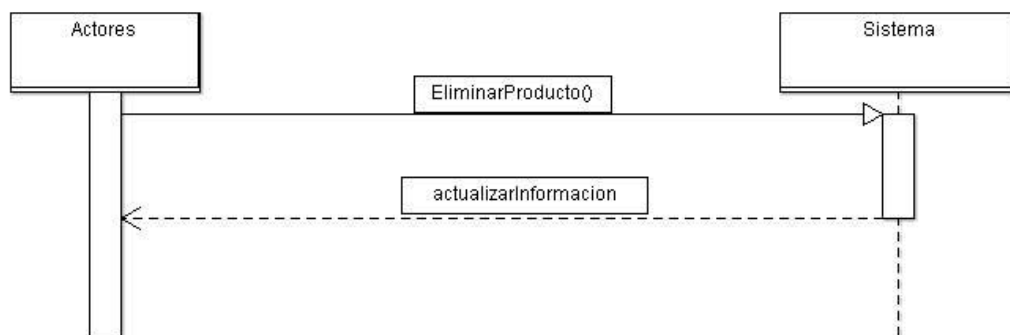 Actores
Sistema
EliminarProducto()
actualizarInformacion